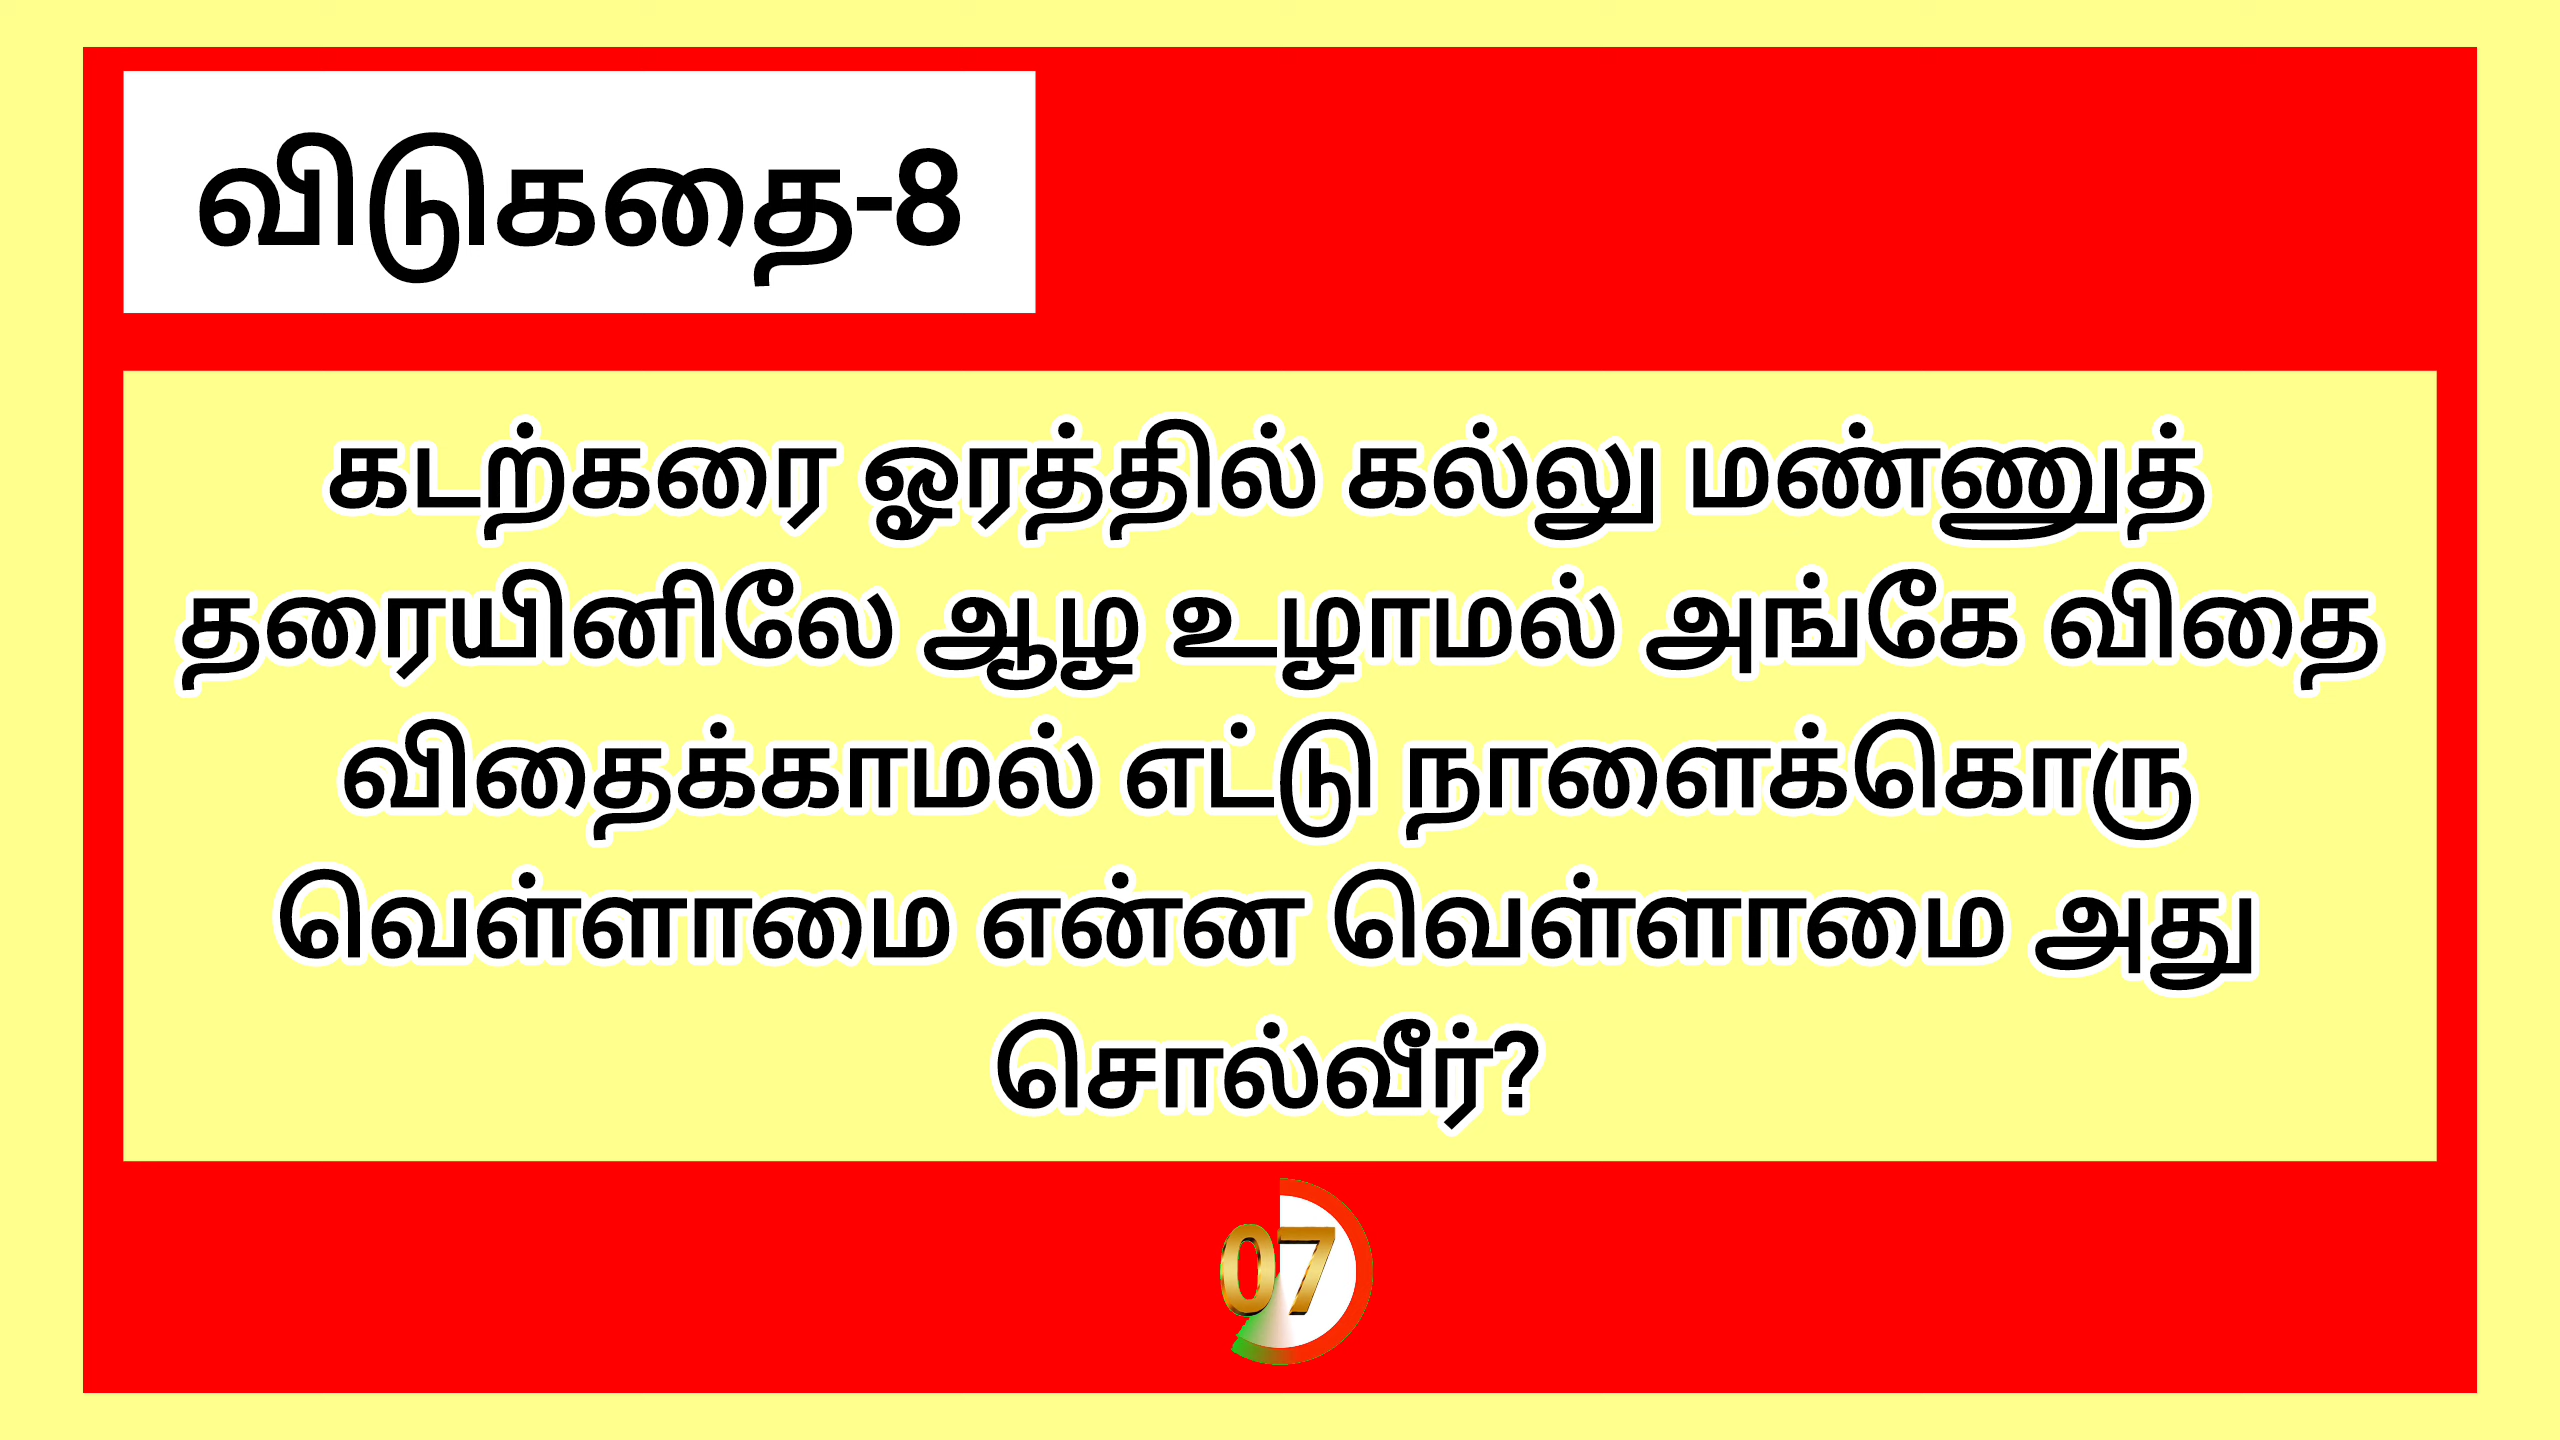 விடுகதை-8
கடற்கரை ஓரத்தில் கல்லு மண்ணுத்
தரையினிலே ஆழ உழாமல் அங்கே விதை
விதைக்காமல் எட்டு நாளைக்கொரு
வெள்ளாமை என்ன வெள்ளாமை அது
சொல்வீர்?
07